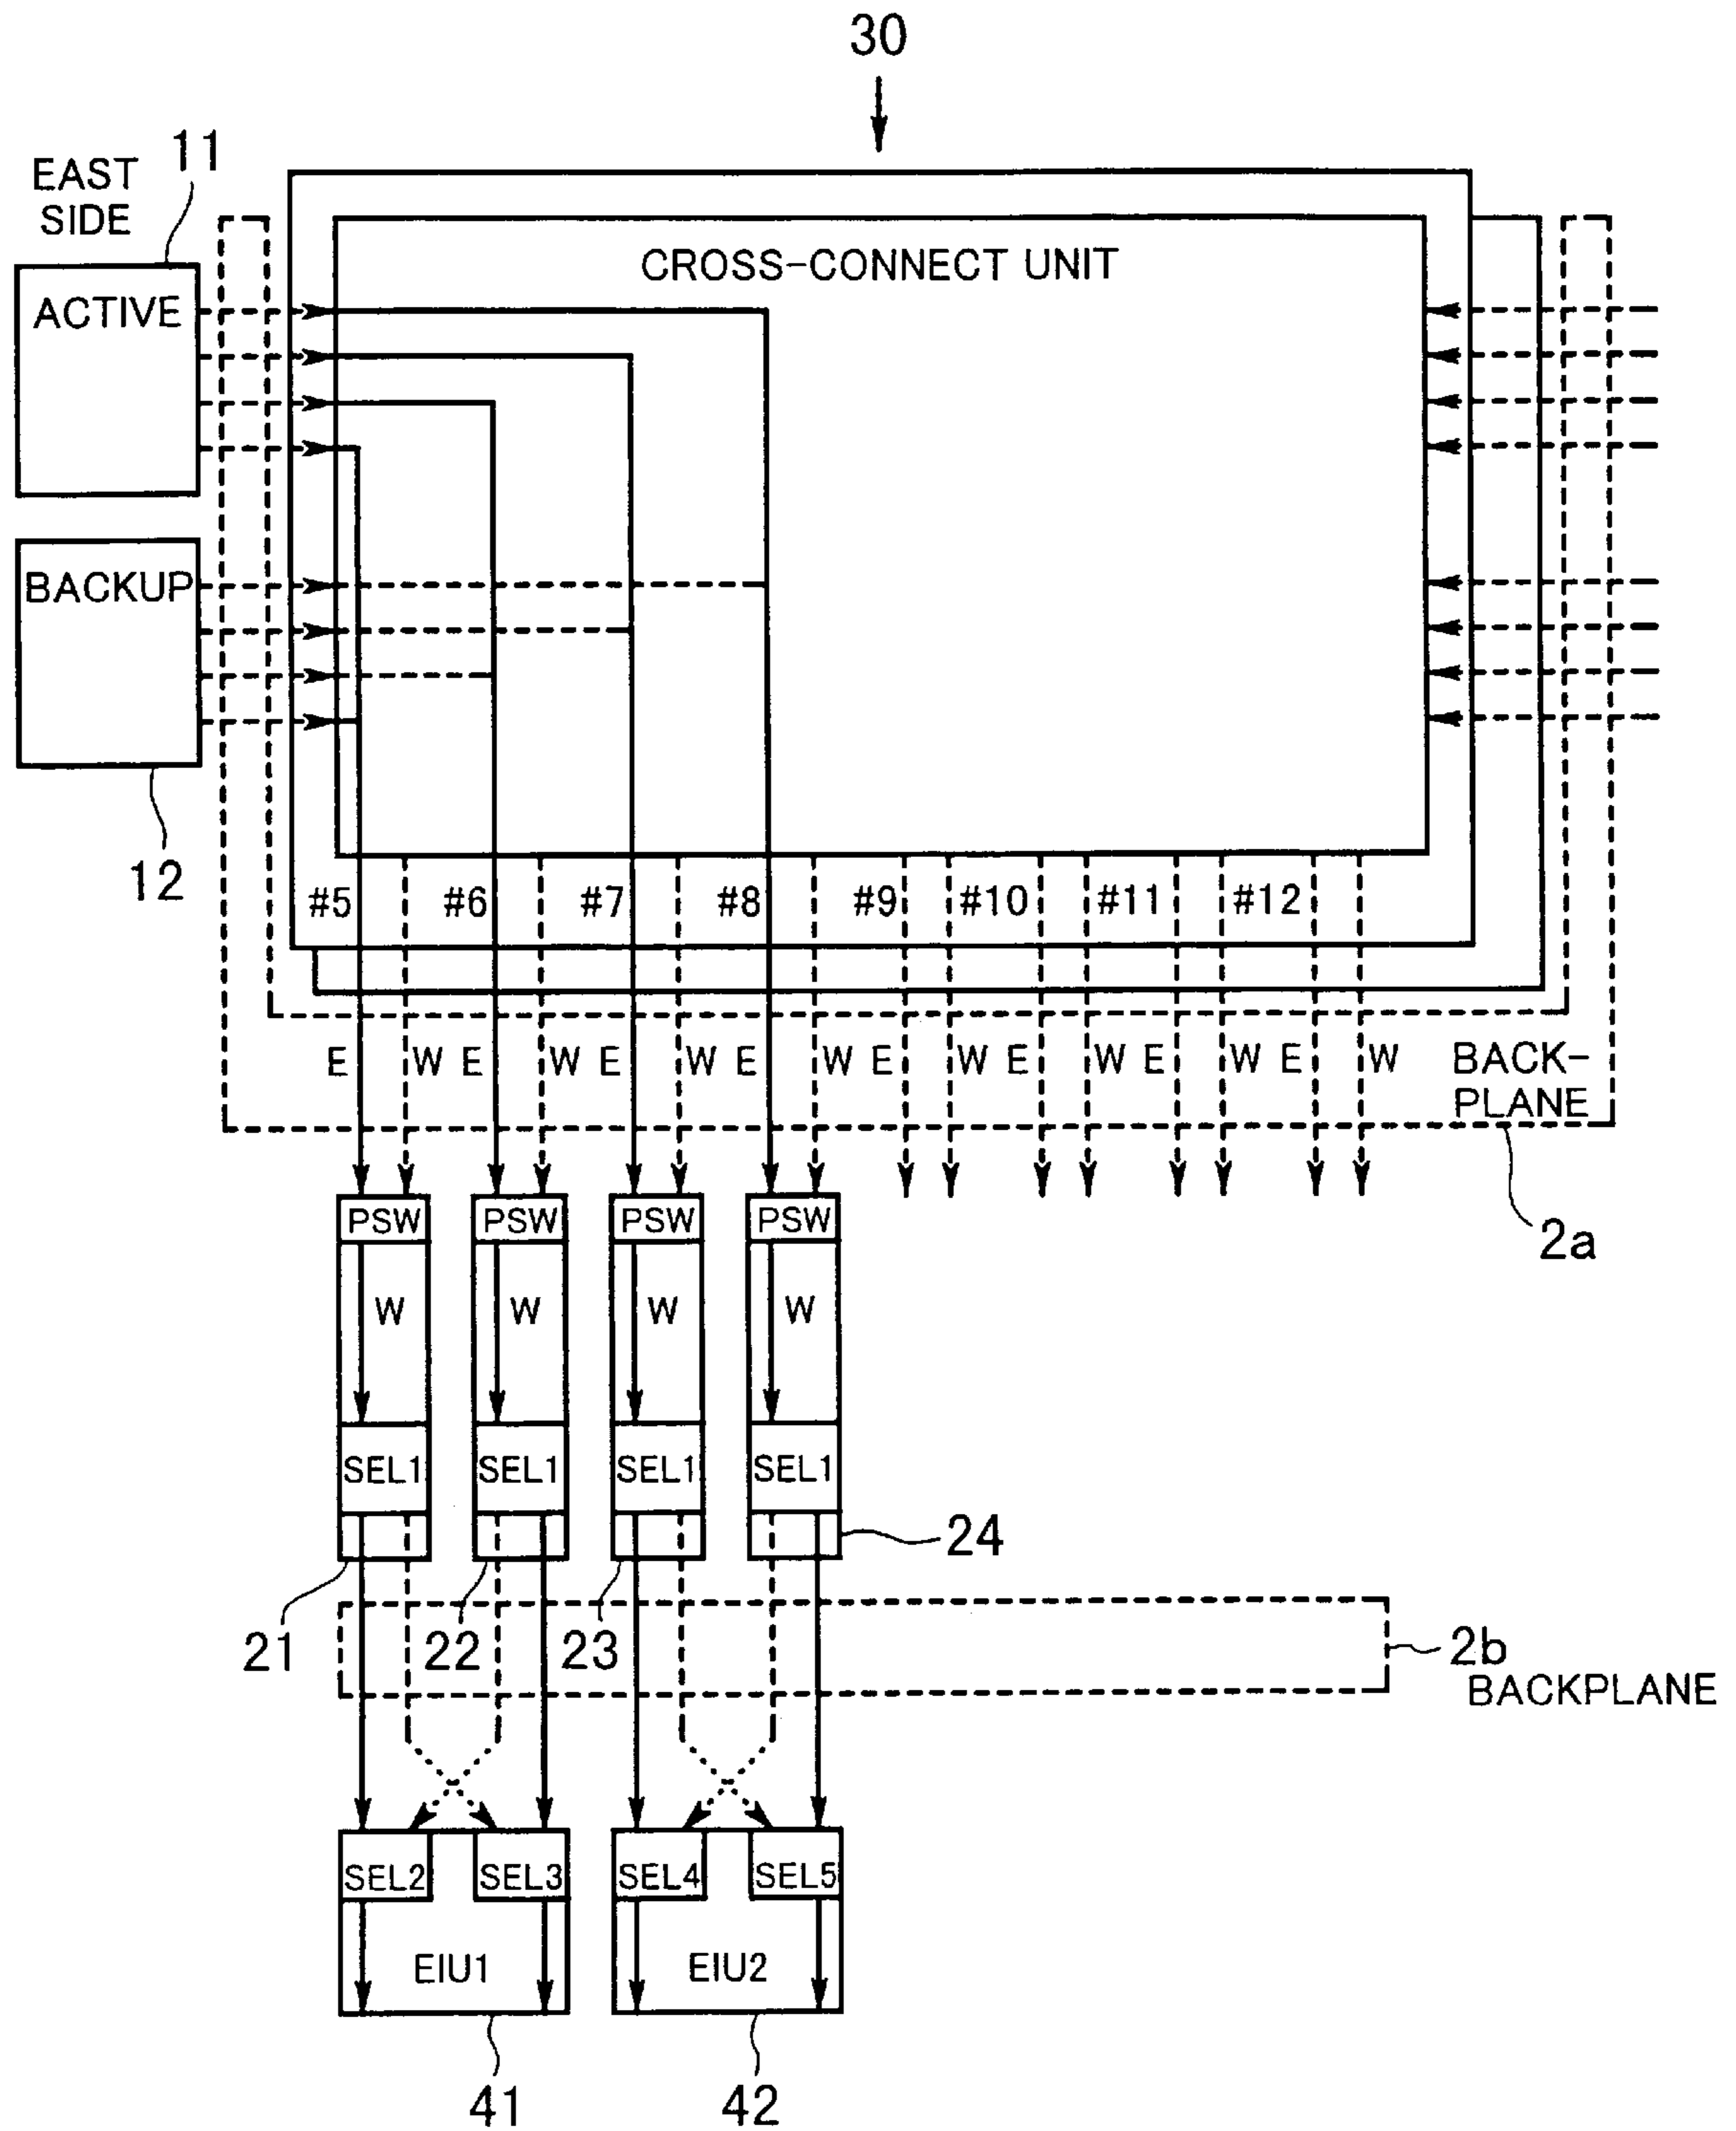 30
11
EAST
SIDE
CROSS-CONNECT UNIT
ACTIVE
BACKUP
12
#5 #6 #7 #8 #9 #10 #11 #12
E W E W E W E W E W E W E W E W
BACK-
PLANE
2a
PSW PSW PSW PSW
W W W W
SEL1 SEL1 SEL1 SEL1
24
21 22 23 2b
BACKPLANE
SEL2 SEL3 SEL4 SEL5
EIU1 EIU2
41 42